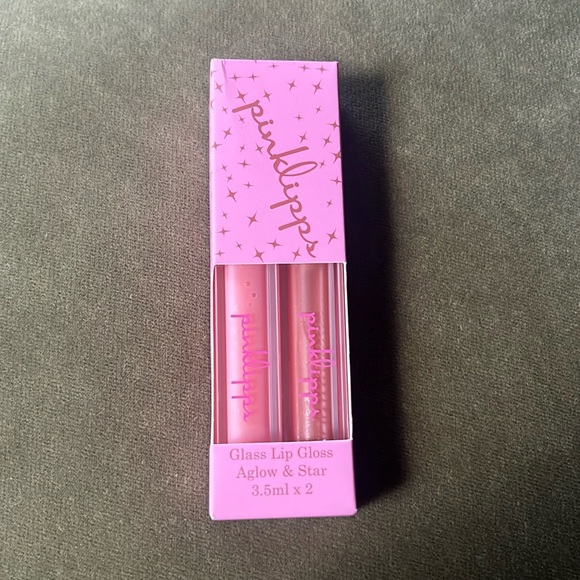 pinklipps
pinklipps
pinklipps
Glass Lip Gloss
Aglow & Star
3.5ml x 2